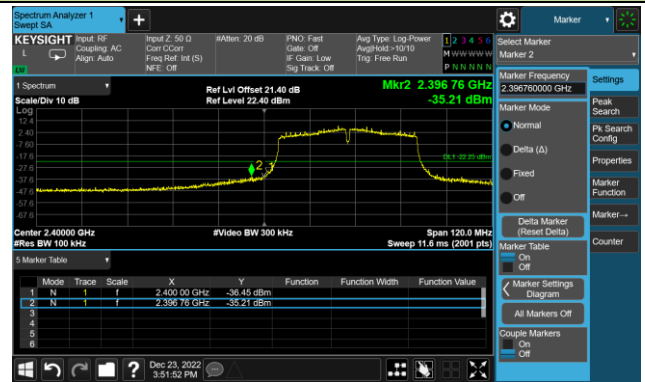 Spectrum Analyzer 1
Swept SA
Marker
KEYSIGHT
L
LW
Input: RF
Coupling: AC
Align: Auto
Input Z: 50 Ω
Corr CCorr
Freq Ref: Int (S)
NFE: Off
#Atten: 20 dB
PNO: Fast
Gate: Off
IF Gain: Low
Sig Track: Off
Avg Type: Log-Power
Avg|Hold:>10/10
Trig: Free Run
1 2 3 4 5 6
M W W W W W
P N N N N N
Select Marker
Marker 2
1 Spectrum
Scale/Div 10 dB
Log
Ref Lvl Offset 21.40 dB
Ref Level 22.40 dBm
Mkr2 2.396 76 GHz
-35.21 dBm
12.4
2.40
-7.60
-17.6
-27.6
-37.6
-47.6
-57.6
-67.6
DL1 -22.23 dBm
2
1
Center 2.40000 GHz
#Res BW 100 kHz
#Video BW 300 kHz
Span 120.0 MHz
Sweep 11.6 ms (2001 pts)
5 Marker Table
Mode Trace Scale X Y Function Function Width Function Value
1 N 1 f 2.400 00 GHz -36.45 dBm
2 N 1 f 2.396 76 GHz -35.21 dBm
3
4
5
6
Marker Frequency
2.396760000 GHz
Marker Mode
Normal
Delta (Δ)
Fixed
Off
Delta Marker
(Reset Delta)
Marker Table
On
Off
Marker Settings
Diagram
All Markers Off
Couple Markers
On
Off
Settings
Peak
Search
Pk Search
Config
Properties
Marker
Function
Marker→
Counter
?
Dec 23, 2022
3:51:52 PM